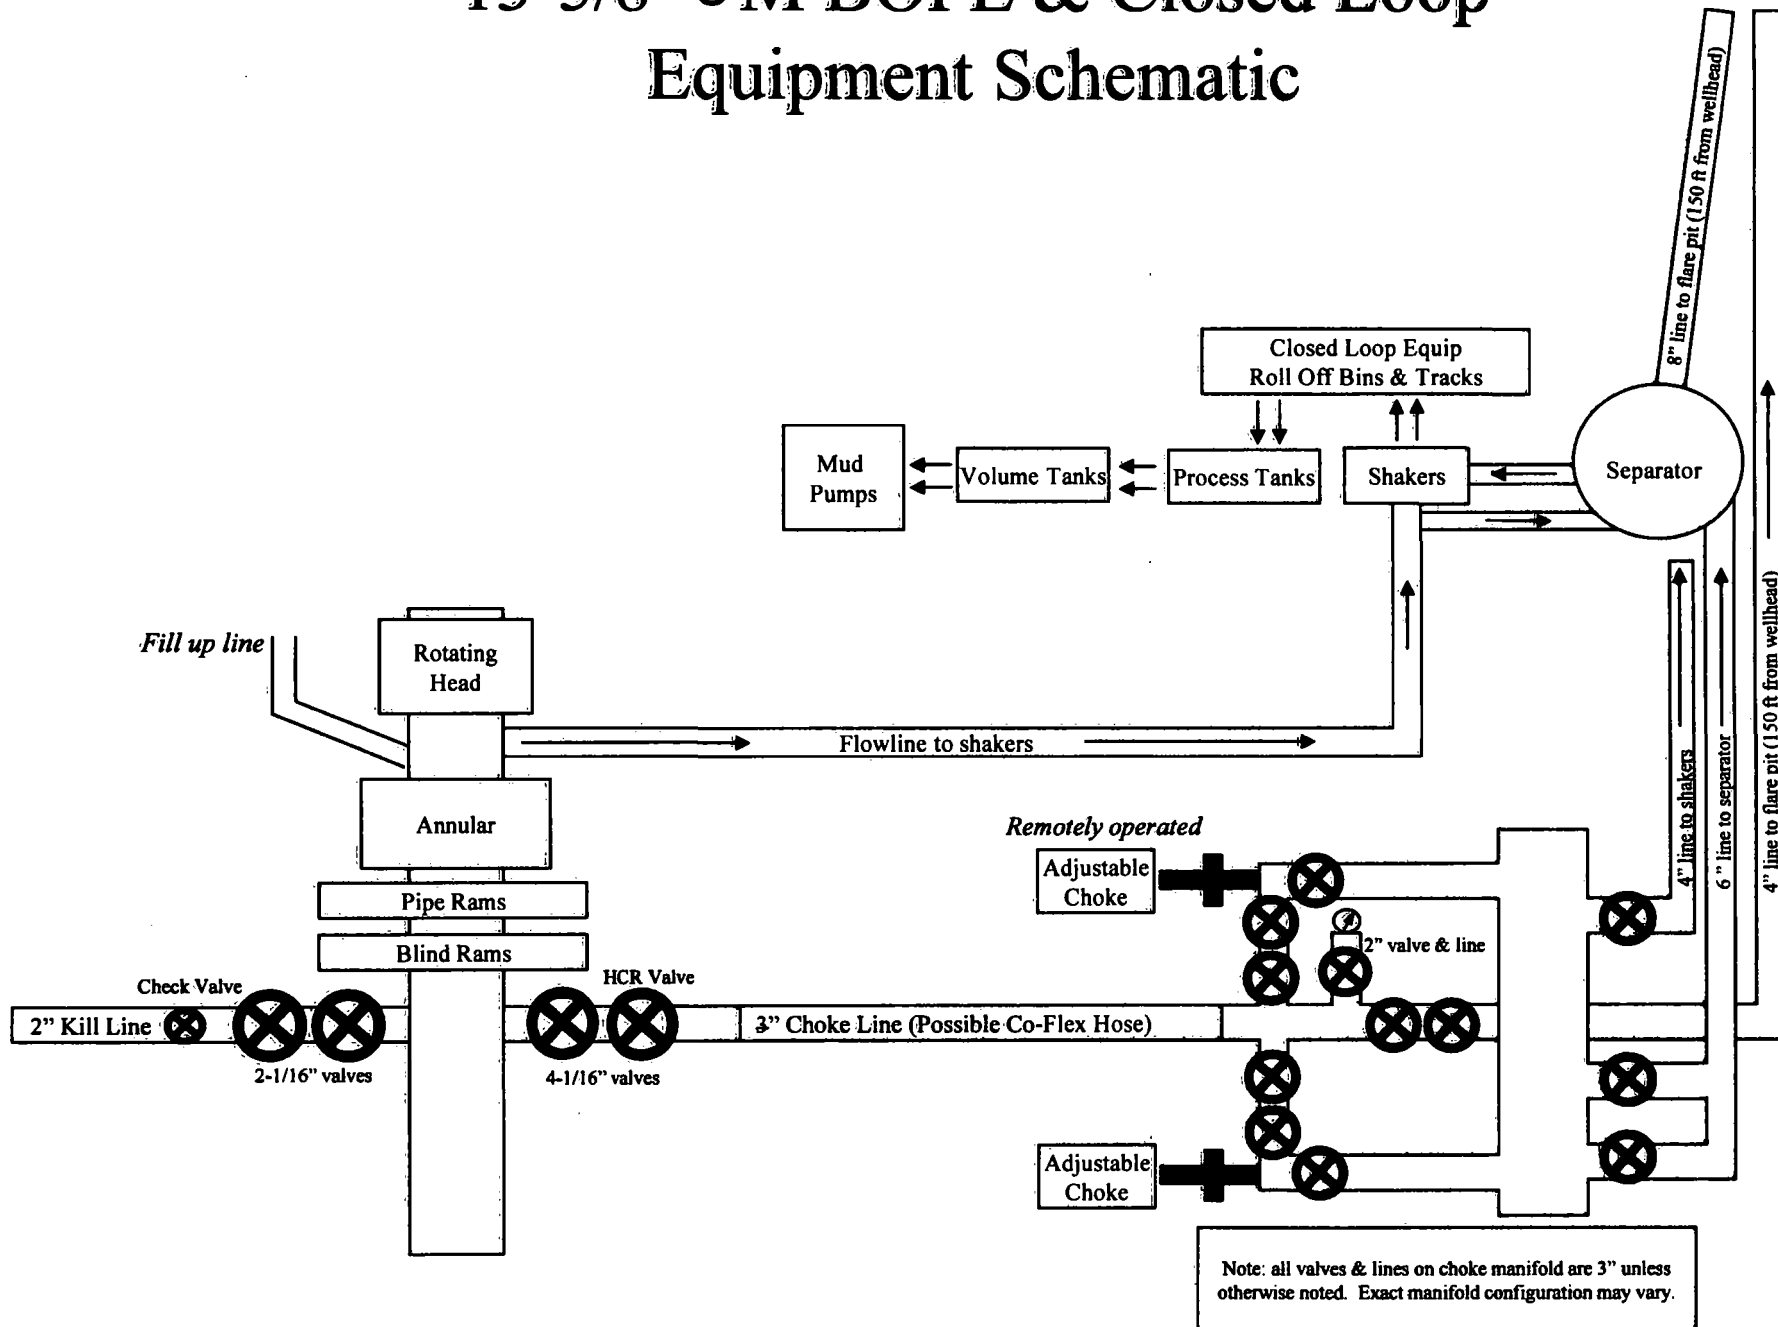 BOPE & Closed Loop
Equipment Schematic
8" line to flare pit (150 ft from wellhead)
Closed Loop Equip
Roll Off Bins & Tracks
Mud
Pumps
Volume Tanks
Process Tanks
Shakers
Separator
Fill up line
Rotating
Head
Flowline to shakers
Annular
Pipe Rams
Blind Rams
Remotely operated
Adjustable
Choke
4" line to shakers
6" line to separator
4" line to flare pit (150 ft from wellhead)
2" valve & line
Check Valve
HCR Valve
2" Kill Line
3" Choke Line (Possible Co-Flex Hose)
2-1/16" valves
4-1/16" valves
Adjustable
Choke
Note: all valves & lines on choke manifold are 3" unless
otherwise noted. Exact manifold configuration may vary.